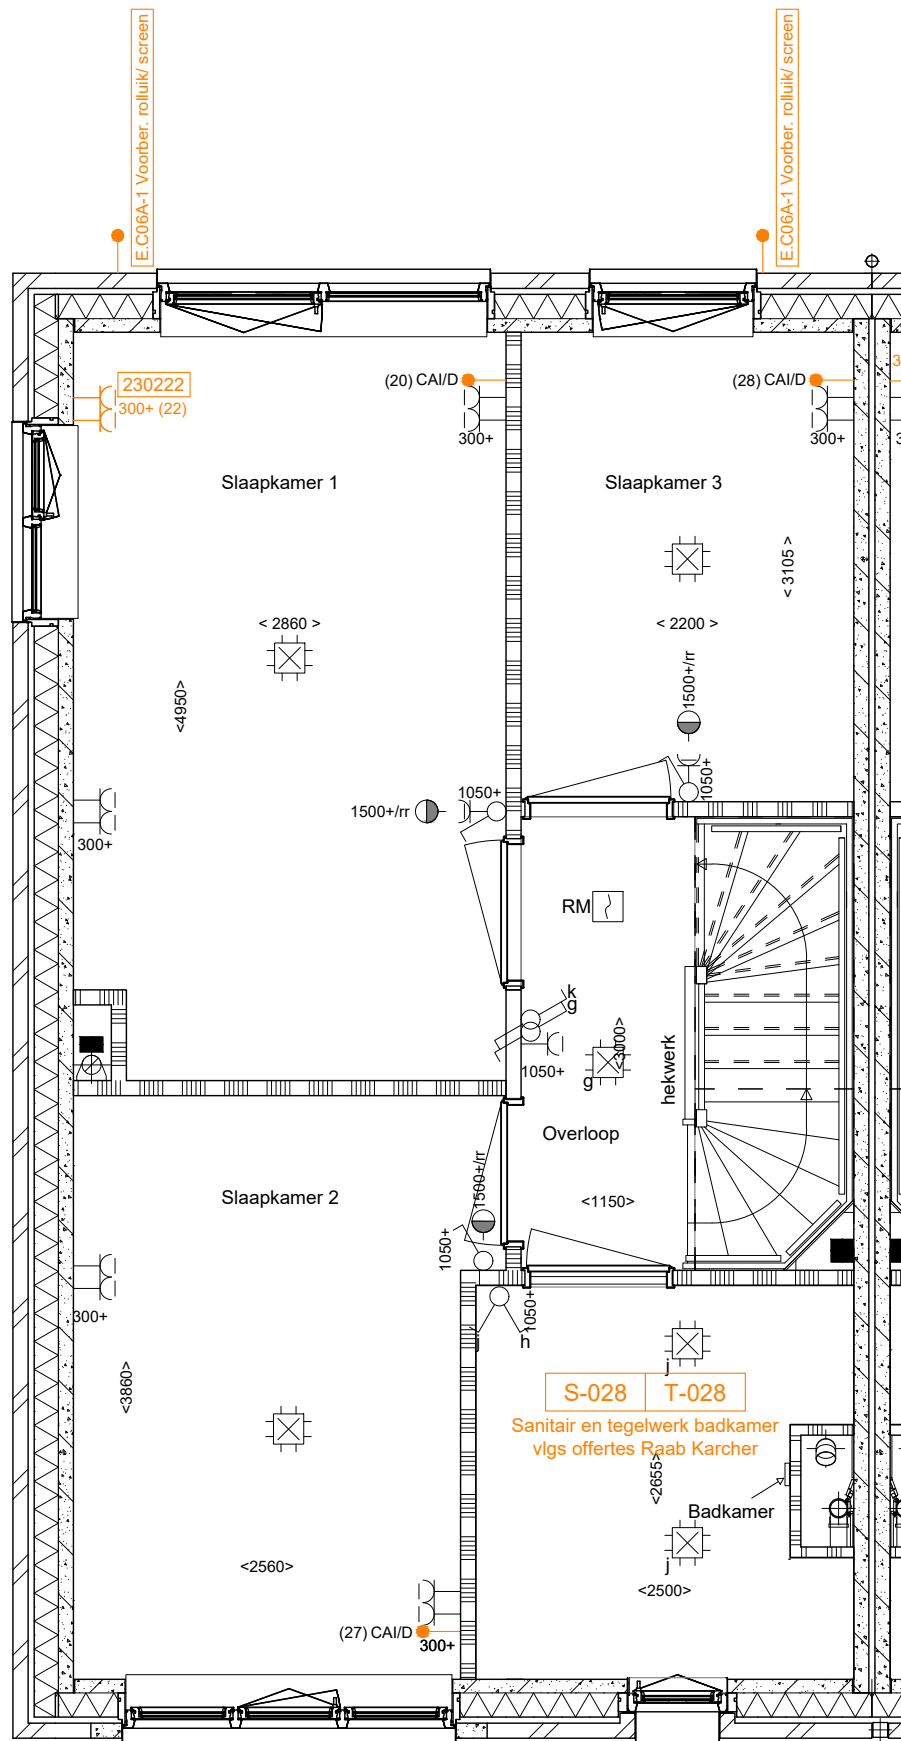 E.C06A-1 Voorber. rolluik/ screen
E.C06A-1 Voorber. rolluik/ screen
230222
300+ (22)
(20) CAI/D
300+
(28) CAI/D
300+
3
3
Slaapkamer 1
Slaapkamer 3
< 3105 >
< 2860 >
< 2200 >
<4950>
1500+/rr
1050+
1500+/rr
1050+
300+
RM
k
g
1050+
<3000>
g
hekwerk
Overloop
1500+/rr
Slaapkamer 2
<1150>
1050+
300+
1050+
h
j
<3860>
S-028
T-028
Sanitair en tegelwerk badkamer
vlgs offertes Raab Karcher
<2655>
Badkamer
<2560>
j
<2500>
(27) CAI/D
300+